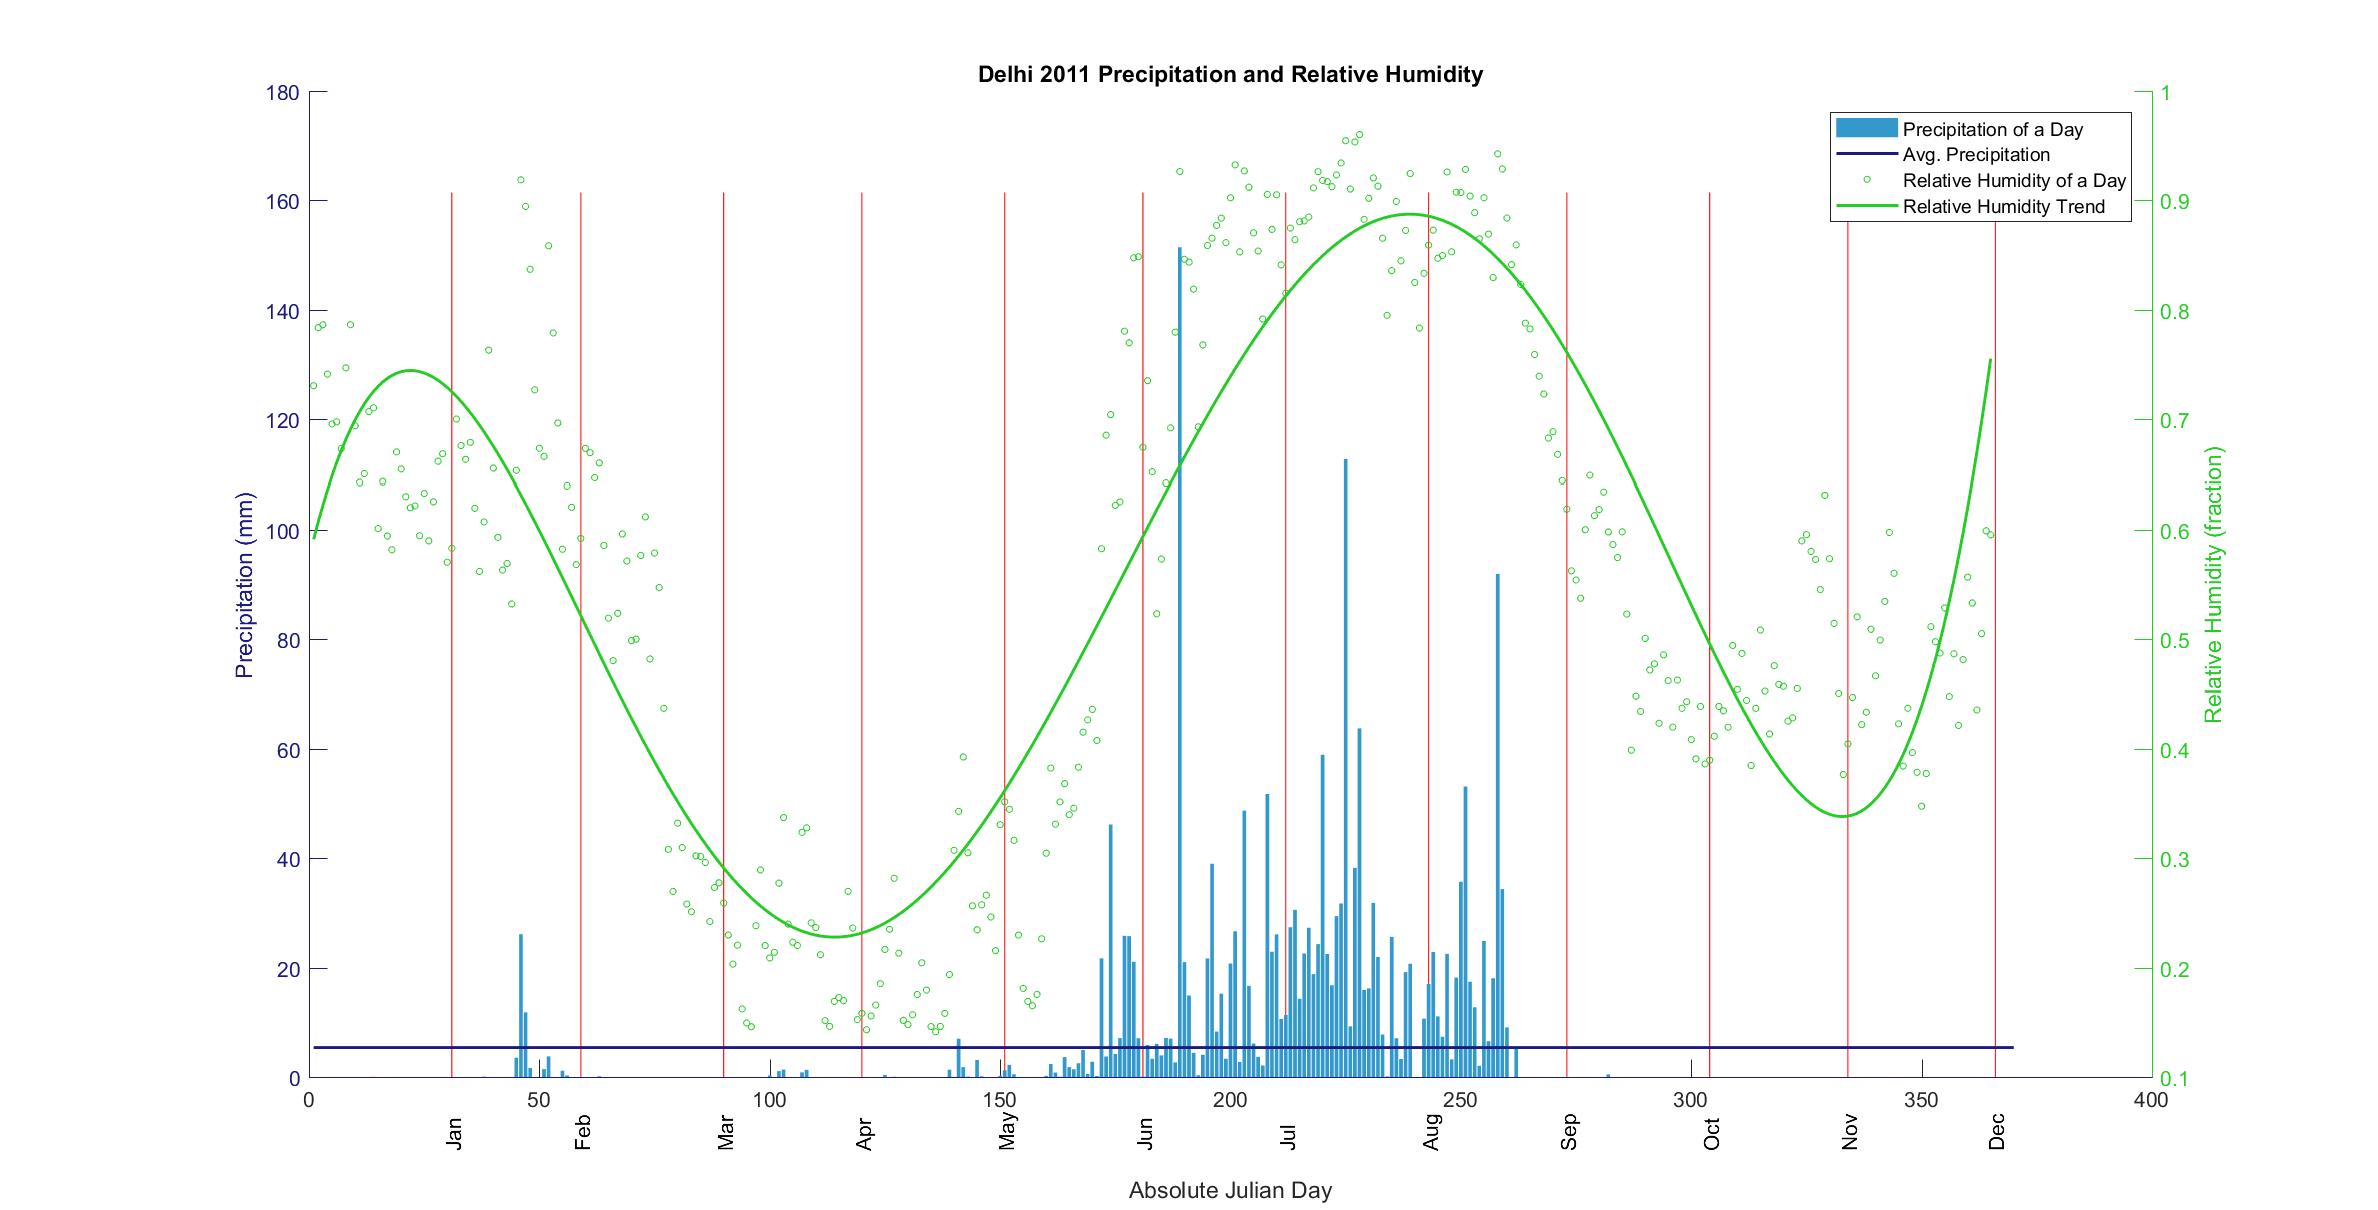 Delhi 2011 Precipitation and Relative Humidity
180
160
140
120
100
80
60
40
20
0
Precipitation (mm)
1
0.9
0.8
0.7
0.6
0.5
0.4
0.3
0.2
0.1
Relative Humidity (fraction)
Precipitation of a Day
Avg. Precipitation
Relative Humidity of a Day
Relative Humidity Trend
0 50 100 150 200 250 300 350 400
Jan Feb Mar Apr May Jun Jul Aug Sep Oct Nov Dec
Absolute Julian Day